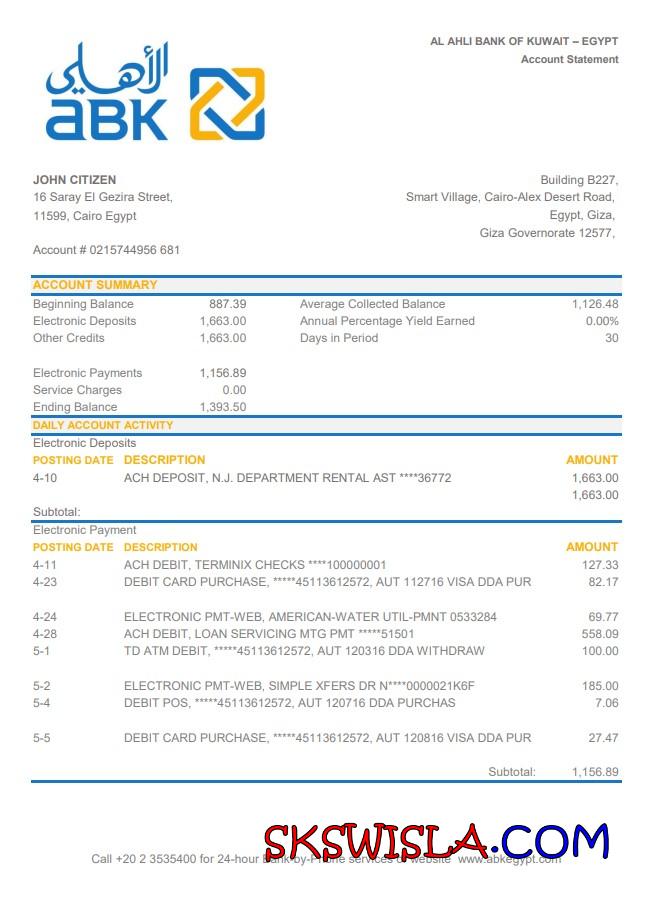 الأهلي
aBK
AL AHLI BANK OF KUWAIT – EGYPT
Account Statement
JOHN CITIZEN
16 Saray El Gezira Street,
11599, Cairo Egypt
Account # 0215744956 681
Building B227,
Smart Village, Cairo-Alex Desert Road,
Egypt, Giza,
Giza Governorate 12577,
ACCOUNT SUMMARY
Beginning Balance 887.39 Average Collected Balance 1,126.48
Electronic Deposits 1,663.00 Annual Percentage Yield Earned 0.00%
Other Credits 1,663.00 Days in Period 30
Electronic Payments 1,156.89
Service Charges 0.00
Ending Balance 1,393.50
DAILY ACCOUNT ACTIVITY
Electronic Deposits
POSTING DATE DESCRIPTION AMOUNT
4-10 ACH DEPOSIT, N.J. DEPARTMENT RENTAL AST ****36772 1,663.00
1,663.00
Subtotal:
Electronic Payment
POSTING DATE DESCRIPTION AMOUNT
4-11 ACH DEBIT, TERMINIX CHECKS ****100000001 127.33
4-23 DEBIT CARD PURCHASE, *****45113612572, AUT 112716 VISA DDA PUR 82.17
4-24 ELECTRONIC PMT-WEB, AMERICAN-WATER UTIL-PMNT 0533284 69.77
4-28 ACH DEBIT, LOAN SERVICING MTG PMT *****51501 558.09
5-1 TD ATM DEBIT, *****45113612572, AUT 120316 DDA WITHDRAW 100.00
5-2 ELECTRONIC PMT-WEB, SIMPLE XFERS DR N****0000021K6F 185.00
5-4 DEBIT POS, *****45113612572, AUT 120716 DDA PURCHAS 7.06
5-5 DEBIT CARD PURCHASE, *****45113612572, AUT 120816 VISA DDA PUR 27.47
Subtotal: 1,156.89
SKSWISLA.COM
Call +20 2 3535400 for 24-hour Bank-by-Phone services or website www.abkegypt.com